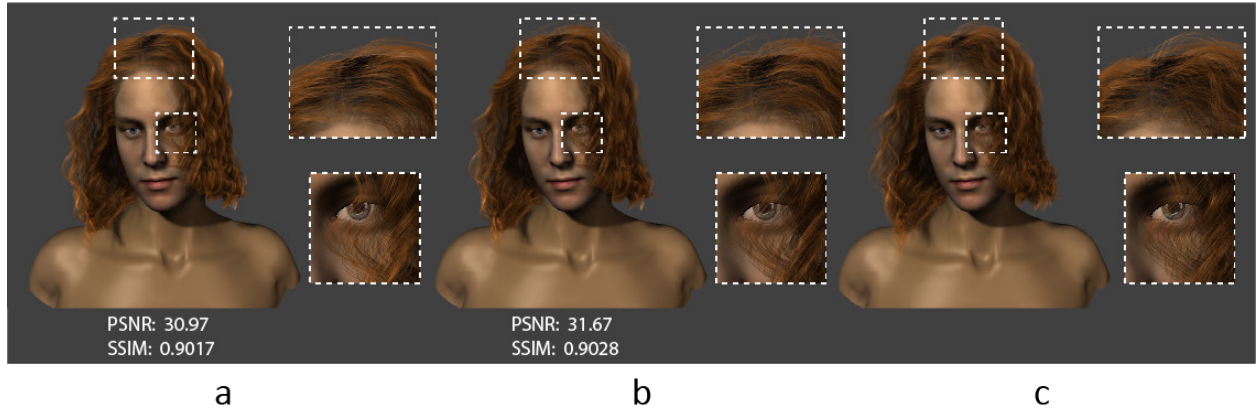 PSNR: 30.97
SSIM: 0.9017
PSNR: 31.67
SSIM: 0.9028
a
b
c